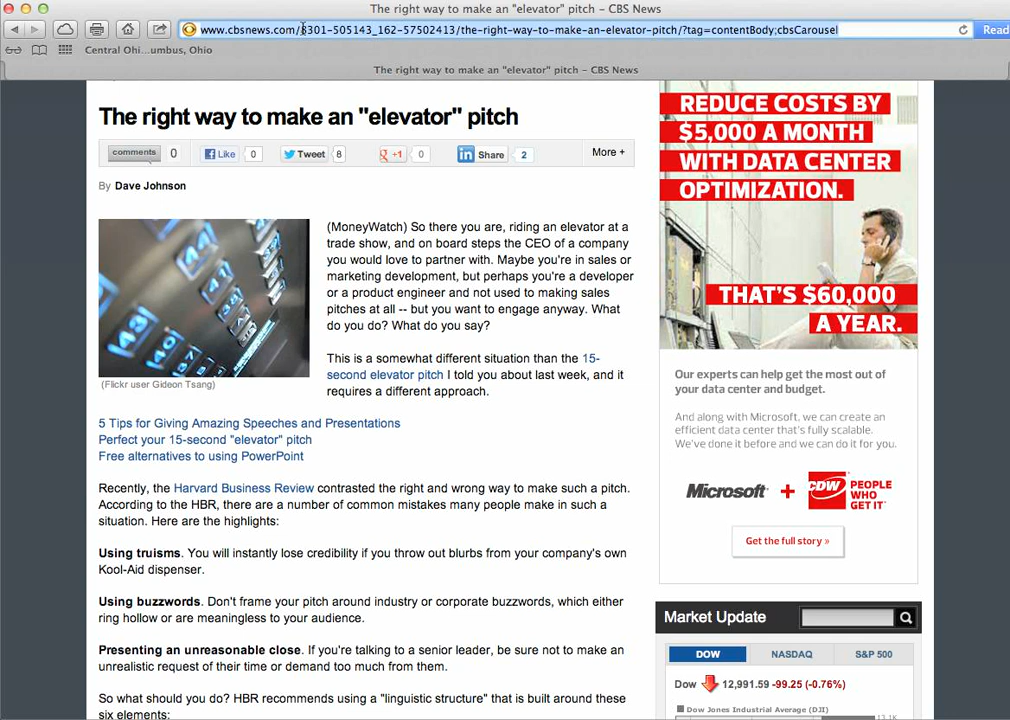 The right way to make an "elevator" pitch – CBS News
www.cbsnews.com/8301-505143_162-57502413/the-right-way-to-make-an-elevator-pitch/?tag=contentBody;cbsCarousel
Read
Central Ohi...umbus, Ohio
The right way to make an "elevator" pitch – CBS News
The right way to make an "elevator" pitch
comments 0 Like 0 Tweet 8 g +1 0 in Share 2 More +
By Dave Johnson
(MoneyWatch) So there you are, riding an elevator at a
trade show, and on board steps the CEO of a company
you would love to partner with. Maybe you're in sales or
marketing development, but perhaps you're a developer
or a product engineer and not used to making sales
pitches at all -- but you want to engage anyway. What
do you do? What do you say?
(Flickr user Gideon Tsang)
This is a somewhat different situation than the 15-
second elevator pitch I told you about last week, and it
requires a different approach.
5 Tips for Giving Amazing Speeches and Presentations
Perfect your 15-second "elevator" pitch
Free alternatives to using PowerPoint
Recently, the Harvard Business Review contrasted the right and wrong way to make such a pitch.
According to the HBR, there are a number of common mistakes many people make in such a
situation. Here are the highlights:
Using truisms. You will instantly lose credibility if you throw out blurbs from your company's own
Kool-Aid dispenser.
Using buzzwords. Don't frame your pitch around industry or corporate buzzwords, which either
ring hollow or are meaningless to your audience.
Presenting an unreasonable close. If you're talking to a senior leader, be sure not to make an
unrealistic request of their time or demand too much from them.
So what should you do? HBR recommends using a "linguistic structure" that is built around these
six elements:
REDUCE COSTS BY
$5,000 A MONTH
WITH DATA CENTER
OPTIMIZATION.
THAT'S $60,000
A YEAR.
Our experts can help get the most out of
your data center and budget.
And along with Microsoft, we can create an
efficient data center that's fully scalable.
We've done it before and we can do it for you.
Microsoft + CDW PEOPLE
WHO
GET IT
Get the full story »
Market Update
DOW NASDAQ S&P 500
Dow 12,991.59 -99.25 (-0.76%)
Dow Jones Industrial Average (DJI)